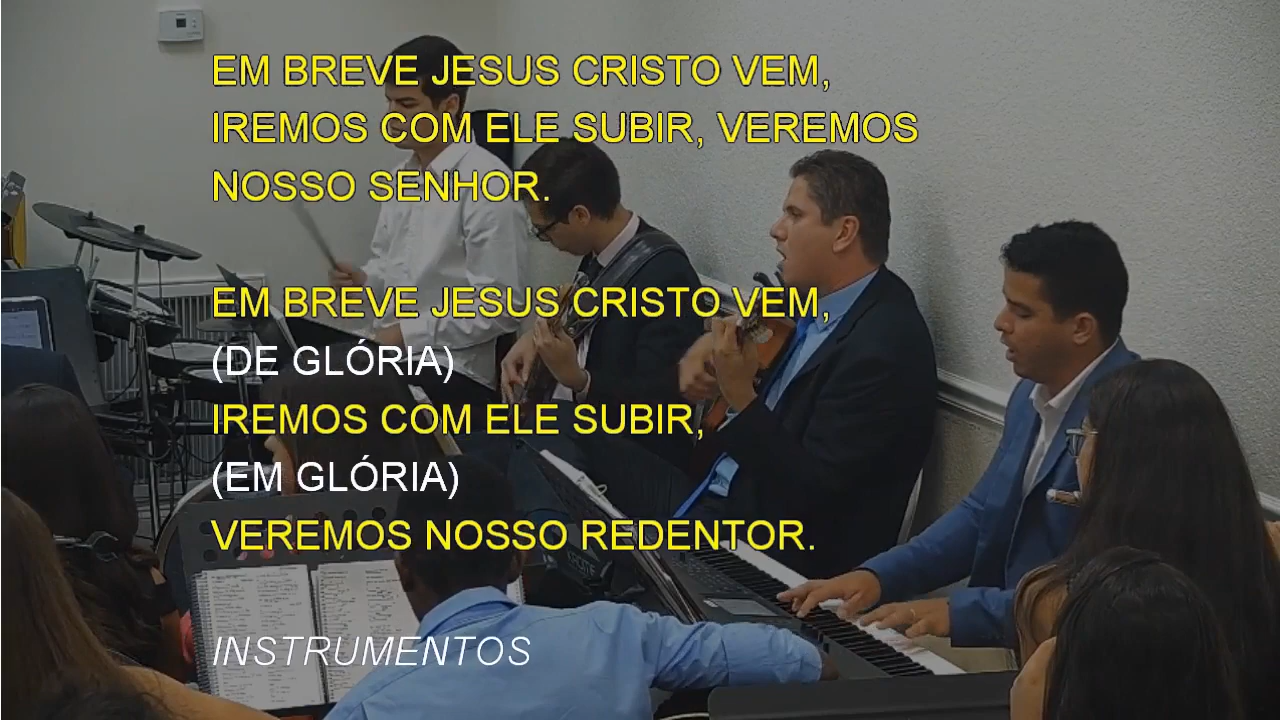 EM BREVE JESUS CRISTO VEM,
IREMOS COM ELE SUBIR, VEREMOS
NOSSO SENHOR.
EM BREVE JESUS CRISTO VEM,
(DE GLÓRIA)
IREMOS COM ELE SUBIR,
(EM GLÓRIA)
VEREMOS NOSSO REDENTOR.
INSTRUMENTOS